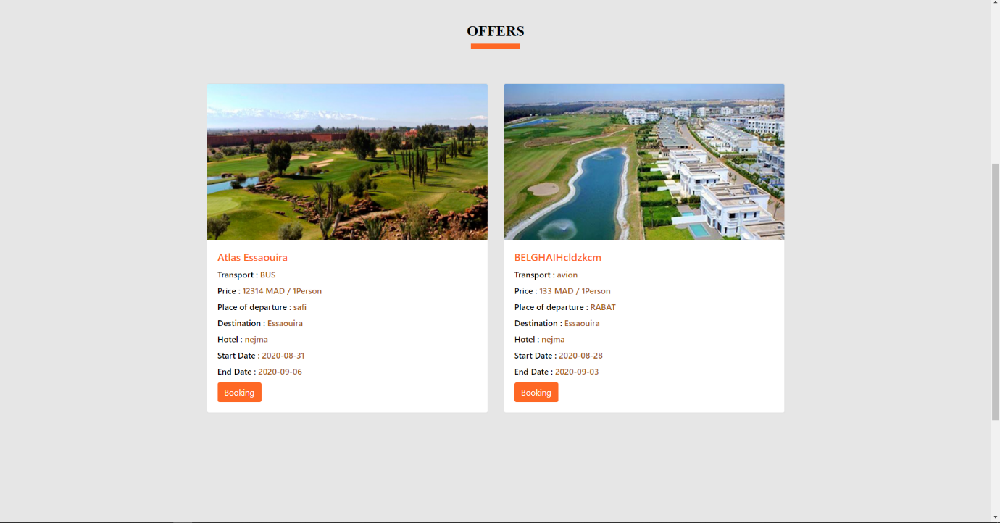 OFFERS
Atlas Essaouira
Transport : BUS
Price : 12314 MAD / 1Person
Place of departure : safi
Destination : Essaouira
Hotel : nejma
Start Date : 2020-08-31
End Date : 2020-09-06
Booking
BELGHAIHcldzkcm
Transport : avion
Price : 133 MAD / 1Person
Place of departure : RABAT
Destination : Essaouira
Hotel : nejma
Start Date : 2020-08-28
End Date : 2020-09-03
Booking